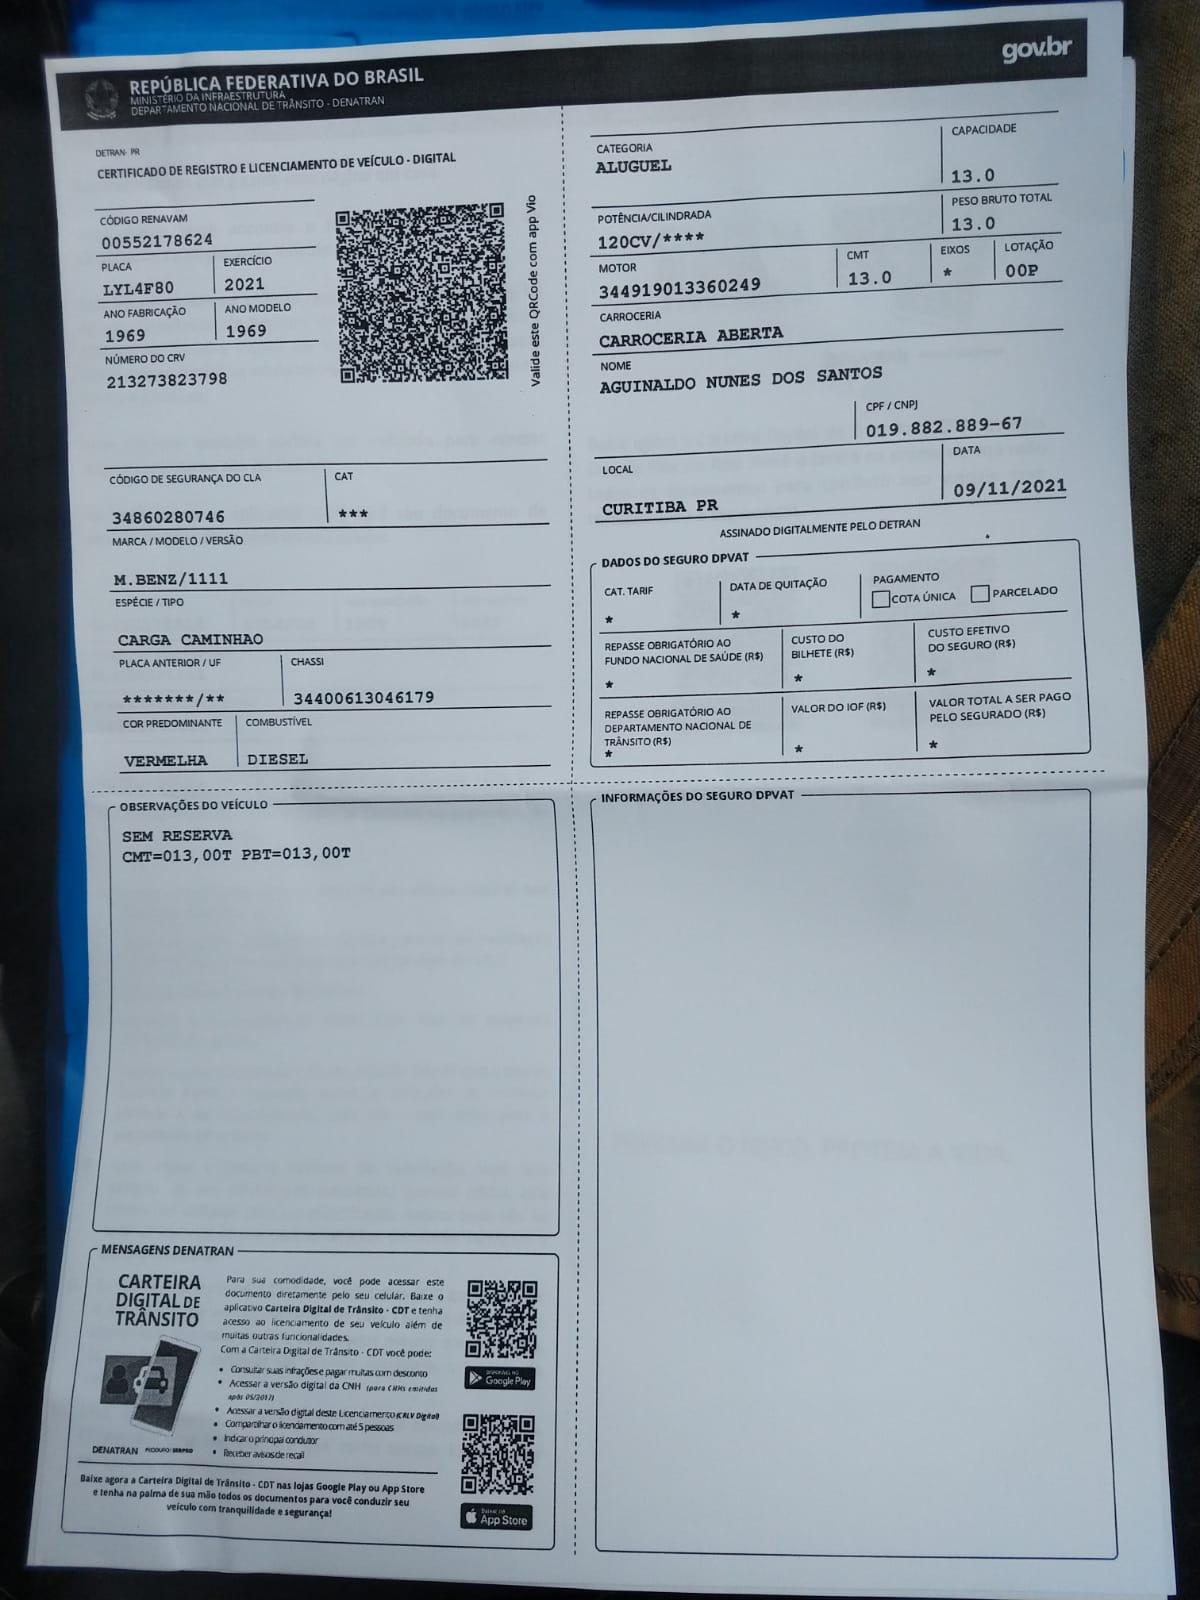 REPÚBLICA FEDERATIVA DO BRASIL
MINISTÉRIO DA INFRAESTRUTURA
DEPARTAMENTO NACIONAL DE TRÂNSITO - DENATRAN
gov.br
DETRAN- PR
CERTIFICADO DE REGISTRO E LICENCIAMENTO DE VEÍCULO - DIGITAL
CÓDIGO RENAVAM
00552178624
PLACA
LYL4F80
EXERCÍCIO
2021
ANO FABRICAÇÃO
1969
ANO MODELO
1969
NÚMERO DO CRV
213273823798
Valide este QRCode com app Vio
CÓDIGO DE SEGURANÇA DO CLA
34860280746
CAT
***
MARCA / MODELO / VERSÃO
M.BENZ/1111
ESPÉCIE / TIPO
CARGA CAMINHAO
PLACA ANTERIOR / UF
*******/**
CHASSI
34400613046179
COR PREDOMINANTE
VERMELHA
COMBUSTÍVEL
DIESEL
CATEGORIA
ALUGUEL
CAPACIDADE
13.0
POTÊNCIA/CILINDRADA
120CV/****
PESO BRUTO TOTAL
13.0
MOTOR
344919013360249
CMT
13.0
EIXOS
*
LOTAÇÃO
00P
CARROCERIA
CARROCERIA ABERTA
NOME
AGUINALDO NUNES DOS SANTOS
CPF / CNPJ
019.882.889-67
LOCAL
CURITIBA PR
DATA
09/11/2021
ASSINADO DIGITALMENTE PELO DETRAN
DADOS DO SEGURO DPVAT
CAT. TARIF
*
DATA DE QUITAÇÃO
*
PAGAMENTO
COTA ÚNICA
PARCELADO
REPASSE OBRIGATÓRIO AO
FUNDO NACIONAL DE SAÚDE (R$)
*
CUSTO DO
BILHETE (R$)
*
CUSTO EFETIVO
DO SEGURO (R$)
*
REPASSE OBRIGATÓRIO AO
DEPARTAMENTO NACIONAL DE
TRÂNSITO (R$)
*
VALOR DO IOF (R$)
*
VALOR TOTAL A SER PAGO
PELO SEGURADO (R$)
*
OBSERVAÇÕES DO VEÍCULO
SEM RESERVA
CMT=013,00T PBT=013,00T
INFORMAÇÕES DO SEGURO DPVAT
MENSAGENS DENATRAN
CARTEIRA
DIGITAL DE
TRÂNSITO
DENATRAN
Para sua comodidade, você pode acessar este
documento diretamente pelo seu celular. Baixe o
aplicativo Carteira Digital de Trânsito - CDT e tenha
acesso ao licenciamento de seu veículo além de
muitas outras funcionalidades.
Com a Carteira Digital de Trânsito - CDT você pode:
• Consultar suas infrações e pagar multas com desconto
• Acessar a versão digital da CNH (para CNHs emitidas
após 05/2017)
• Acessar a versão digital deste Licenciamento (CRLV Digital)
• Compartilhar o licenciamento com até 5 pessoas
• Indicar o principal condutor
• Receber avisos de recall
Google Play
App Store
Baixe agora a Carteira Digital de Trânsito - CDT nas lojas Google Play ou App Store
e tenha na palma de sua mão todos os documentos para você conduzir seu
veículo com tranquilidade e segurança!